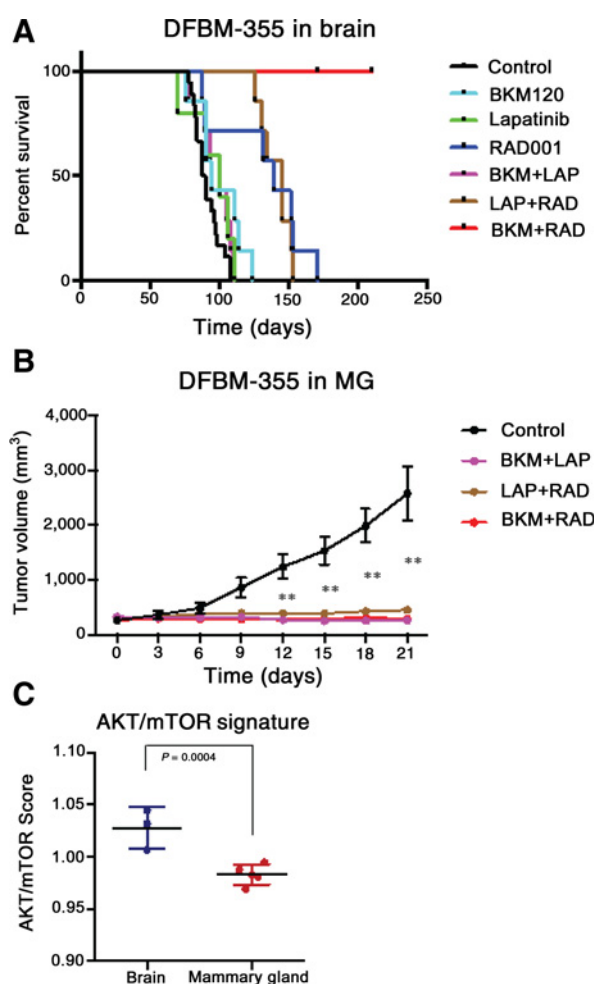 A
DFBM-355 in brain
Percent survival
100
50
0
0 50 100 150 200 250
Time (days)
Control
BKM120
Lapatinib
RAD001
BKM+LAP
LAP+RAD
BKM+RAD
B
DFBM-355 in MG
Tumor volume (mm³)
4,000
3,000
2,000
1,000
0
0 3 6 9 12 15 18 21
Time (days)
** ** ** **
Control
BKM+LAP
LAP+RAD
BKM+RAD
C
AKT/mTOR signature
AKT/mTOR Score
1.10
1.05
1.00
0.95
0.90
P = 0.0004
Brain Mammary gland